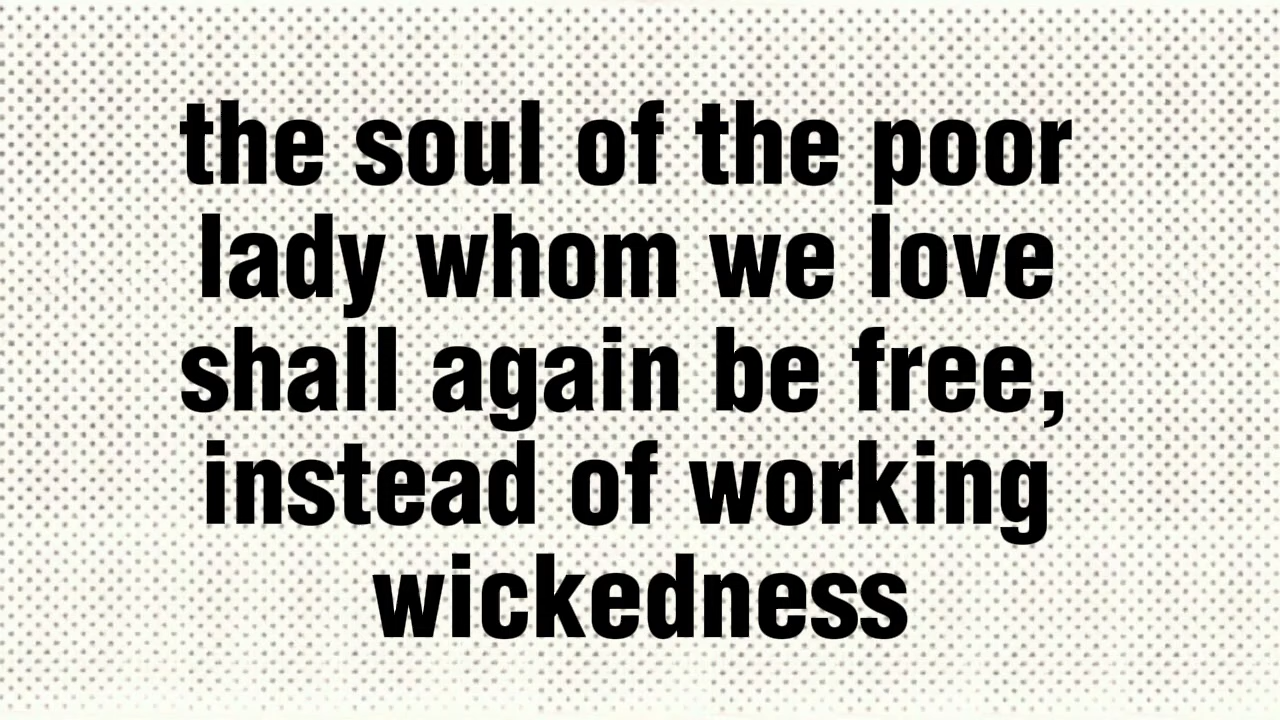 the soul of the poor
lady whom we love
shall again be free,
instead of working
wickedness